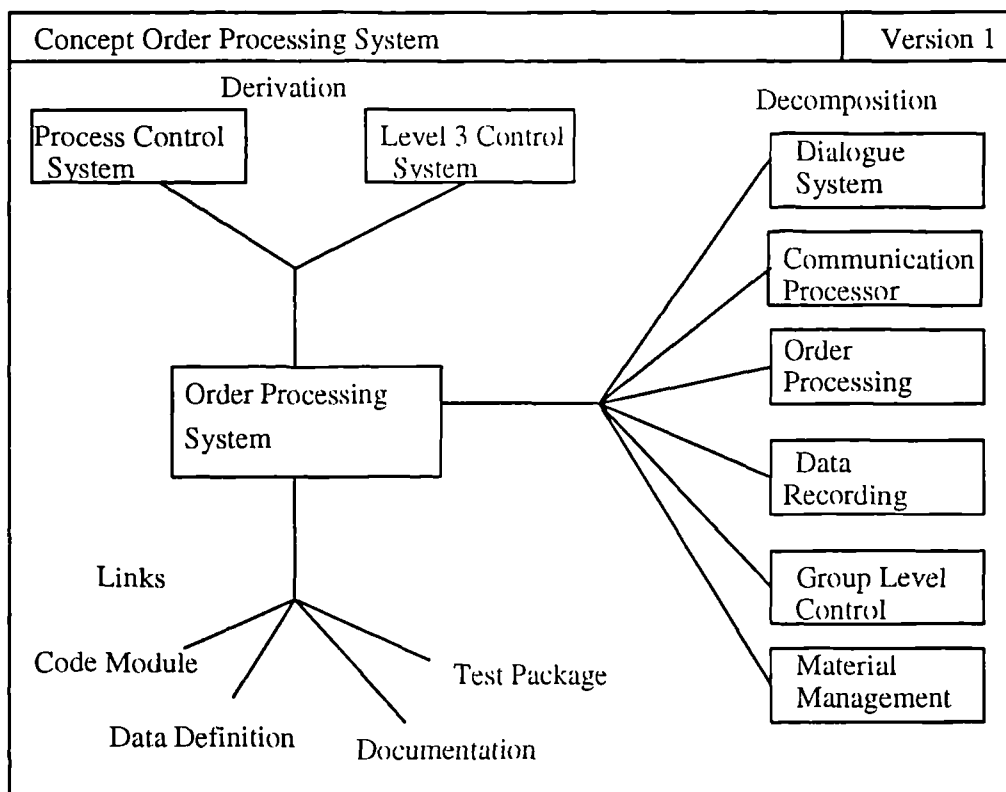 Concept Order Processing System
Version 1
Derivation
Process Control
System
Level 3 Control
System
Decomposition
Dialogue
System
Communication
Processor
Order
Processing
Data
Recording
Group Level
Control
Material
Management
Order Processing
System
Links
Code Module
Data Definition
Documentation
Test Package